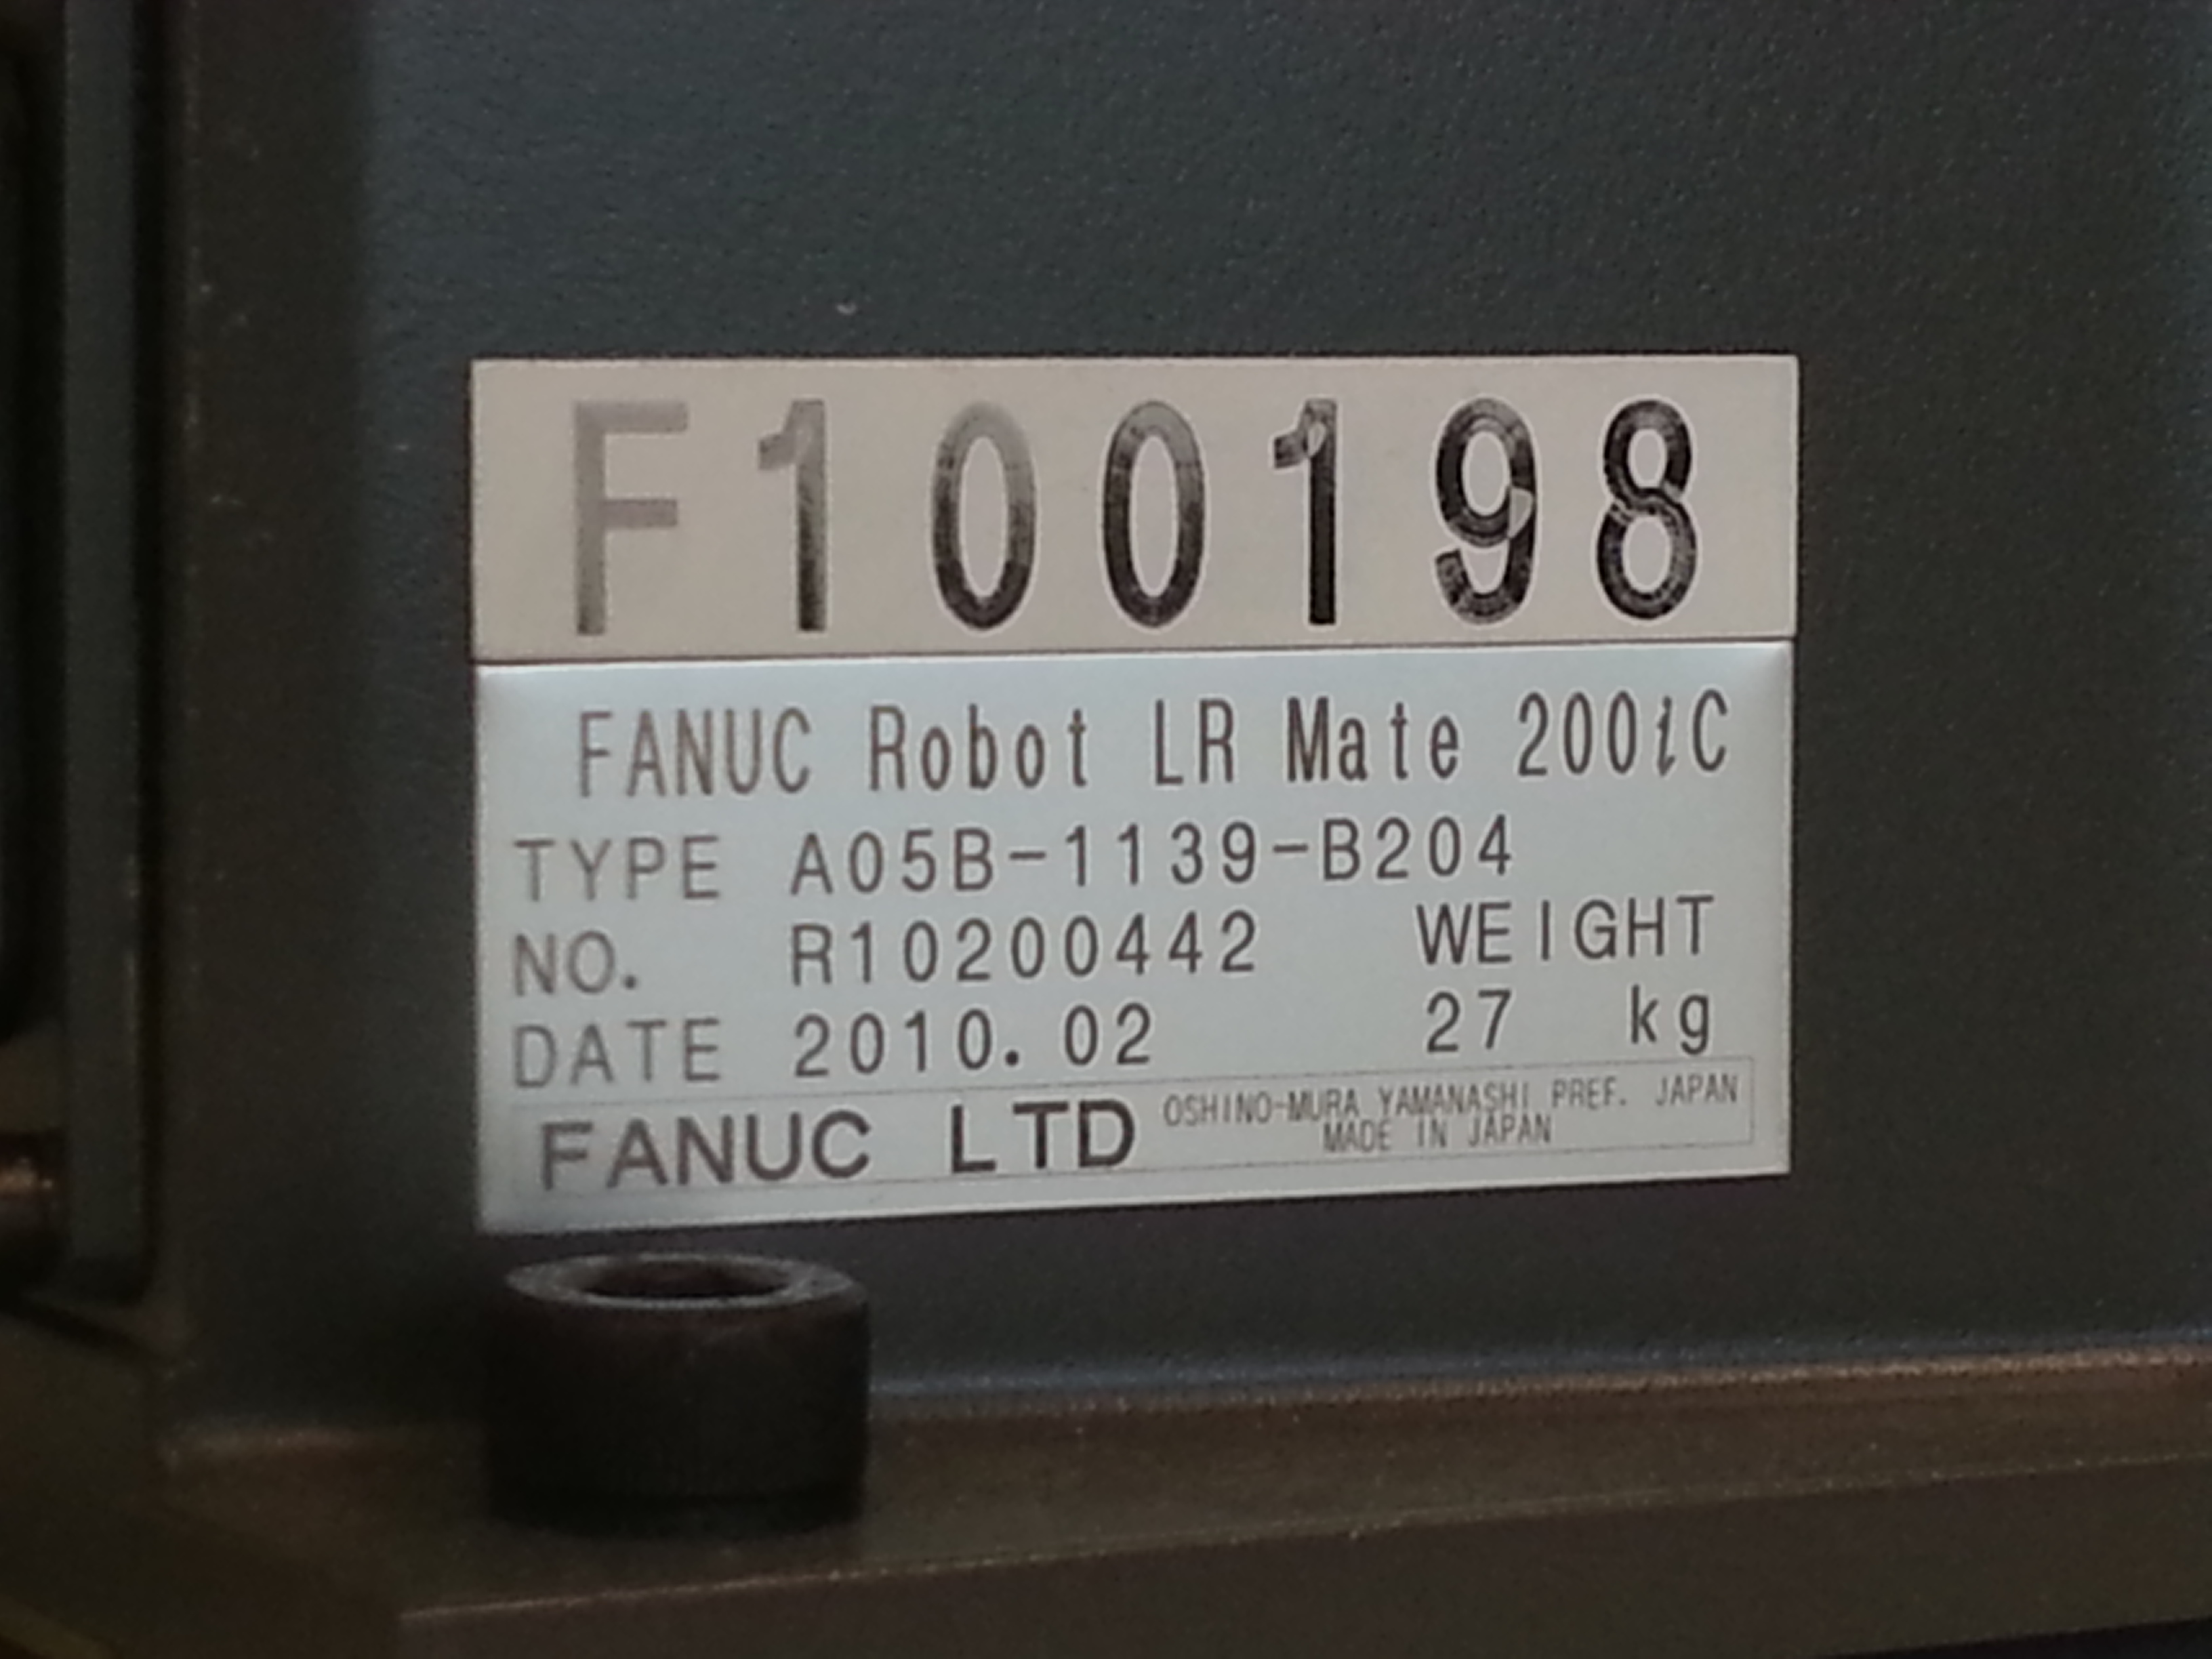 F100198
FANUC Robot LR Mate 200iC
TYPE A05B-1139-B204
NO. R10200442 WEIGHT
DATE 2010.02 27 kg
FANUC LTD OSHINO-MURA YAMANASHI PREF. JAPAN
MADE IN JAPAN